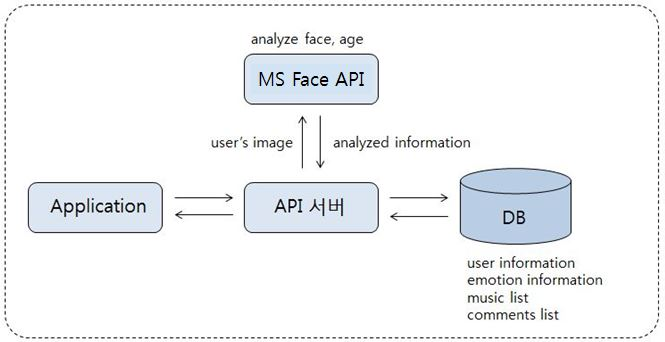 analyze face, age
MS Face API
user's image
analyzed information
Application
API 서버
DB
user information
emotion information
music list
comments list